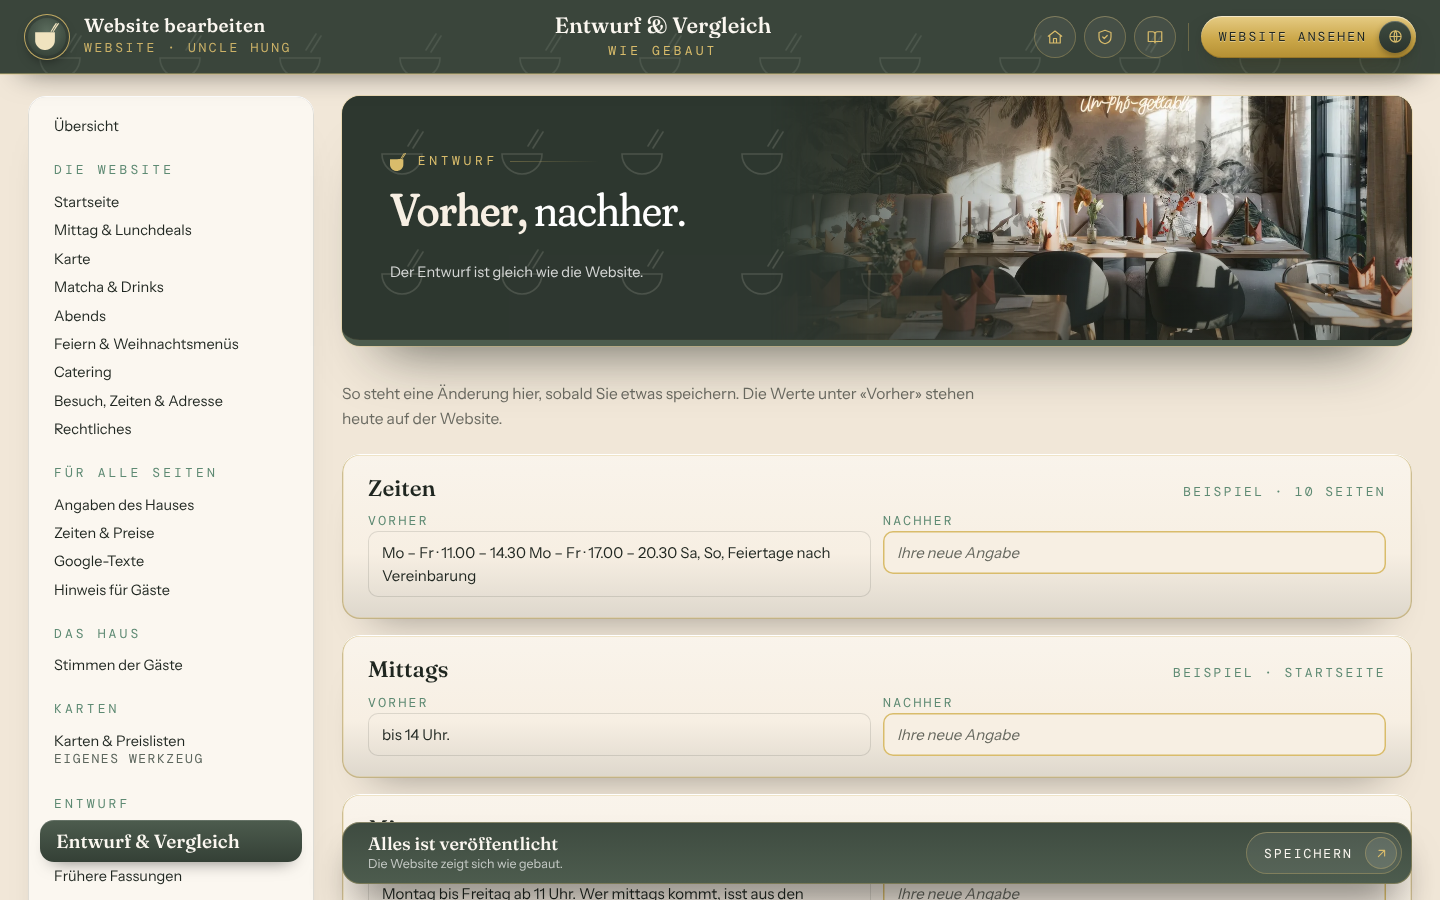 Website bearbeiten
WEBSITE · UNCLE HUNG
Entwurf & Vergleich
WIE GEBAUT
WEBSITE ANSEHEN
Übersicht
DIE WEBSITE
Startseite
Mittag & Lunchdeals
Karte
Matcha & Drinks
Abends
Feiern & Weihnachtsmenüs
Catering
Besuch, Zeiten & Adresse
Rechtliches
FÜR ALLE SEITEN
Angaben des Hauses
Zeiten & Preise
Google-Texte
Hinweis für Gäste
DAS HAUS
Stimmen der Gäste
KARTEN
Karten & Preislisten
EIGENES WERKZEUG
ENTWURF
Entwurf & Vergleich
Frühere Fassungen
Um-Phở-gettable
ENTWURF
Vorher, nachher.
Der Entwurf ist gleich wie die Website.
So steht eine Änderung hier, sobald Sie etwas speichern. Die Werte unter «Vorher» stehen
heute auf der Website.
Zeiten
BEISPIEL · 10 SEITEN
VORHER
NACHHER
Mo – Fr · 11.00 – 14.30 Mo – Fr · 17.00 – 20.30 Sa, So, Feiertage nach
Vereinbarung
Ihre neue Angabe
Mittags
BEISPIEL · STARTSEITE
VORHER
NACHHER
bis 14 Uhr.
Ihre neue Angabe
Alles ist veröffentlicht
Die Website zeigt sich wie gebaut.
SPEICHERN
Montag bis Freitag ab 11 Uhr. Wer mittags kommt, isst aus den
Ihre neue Angabe